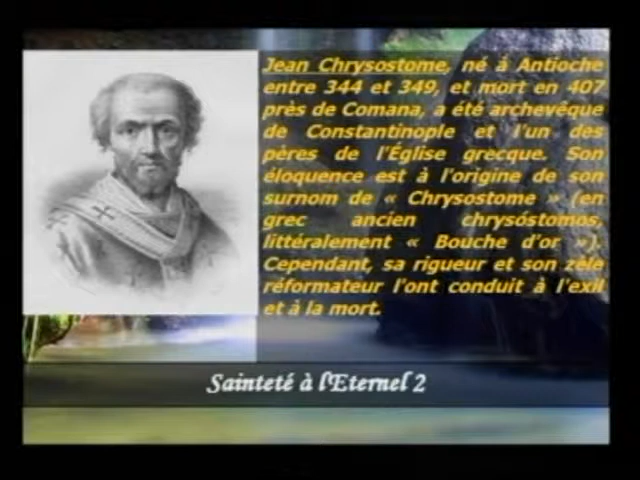 Jean Chrysostome, né à Antioche
entre 344 et 349, et mort en 407
près de Comana, a été archevêque
de Constantinople et l'un des
pères de l'Église grecque. Son
éloquence est à l'origine de son
surnom de « Chrysostome » (en
grec ancien chrysóstomos,
littéralement « Bouche d'or »).
Cependant, sa rigueur et son zèle
réformateur l'ont conduit à l'exil
et à la mort.
Sainteté à l'Eternel 2